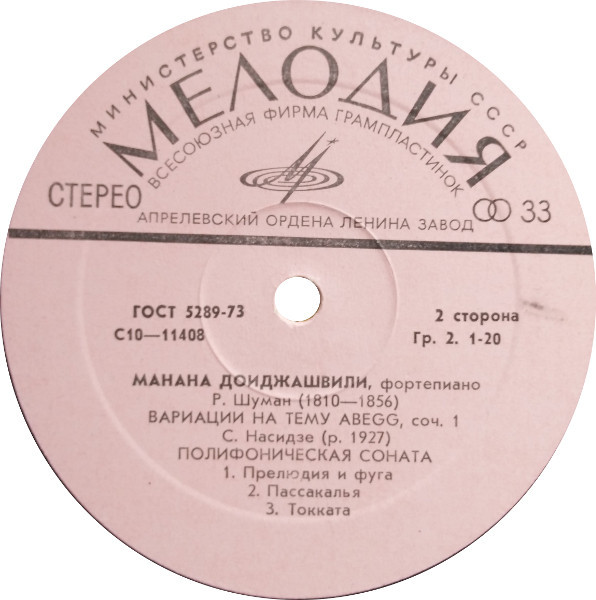 МИНИСТЕРСТВО КУЛЬТУРЫ СССР
МЕЛОДИЯ
ВСЕСОЮЗНАЯ ФИРМА ГРАМПЛАСТИНОК
СТЕРЕО
33
АПРЕЛЕВСКИЙ ОРДЕНА ЛЕНИНА ЗАВОД
ГОСТ 5289-73
2 сторона
С10—11408
Гр. 2. 1-20
МАНАНА ДОИДЖАШВИЛИ, фортепиано
Р. Шуман (1810—1856)
ВАРИАЦИИ НА ТЕМУ ABEGG, соч. 1
С. Насидзе (р. 1927)
ПОЛИФОНИЧЕСКАЯ СОНАТА
1. Прелюдия и фуга
2. Пассакалья
3. Токката